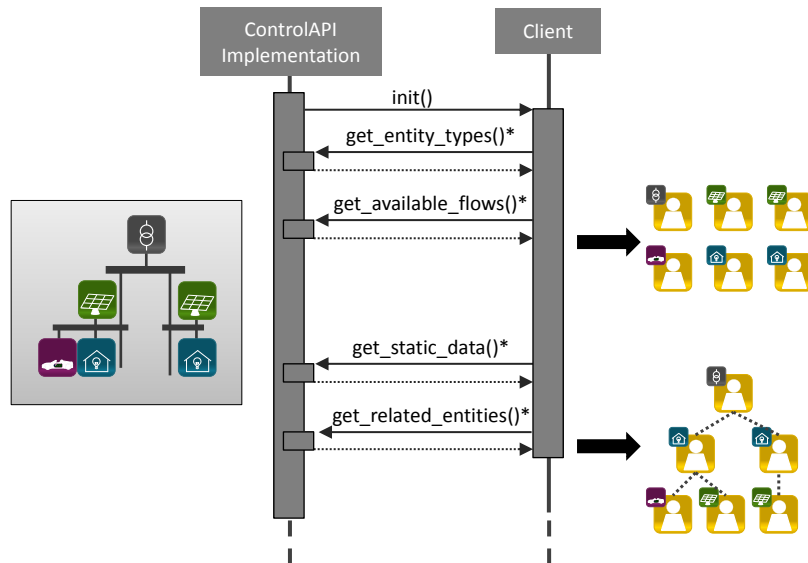 ControlAPI
Implementation
Client
init()
get_entity_types()*
get_available_flows()*
get_static_data()*
get_related_entities()*